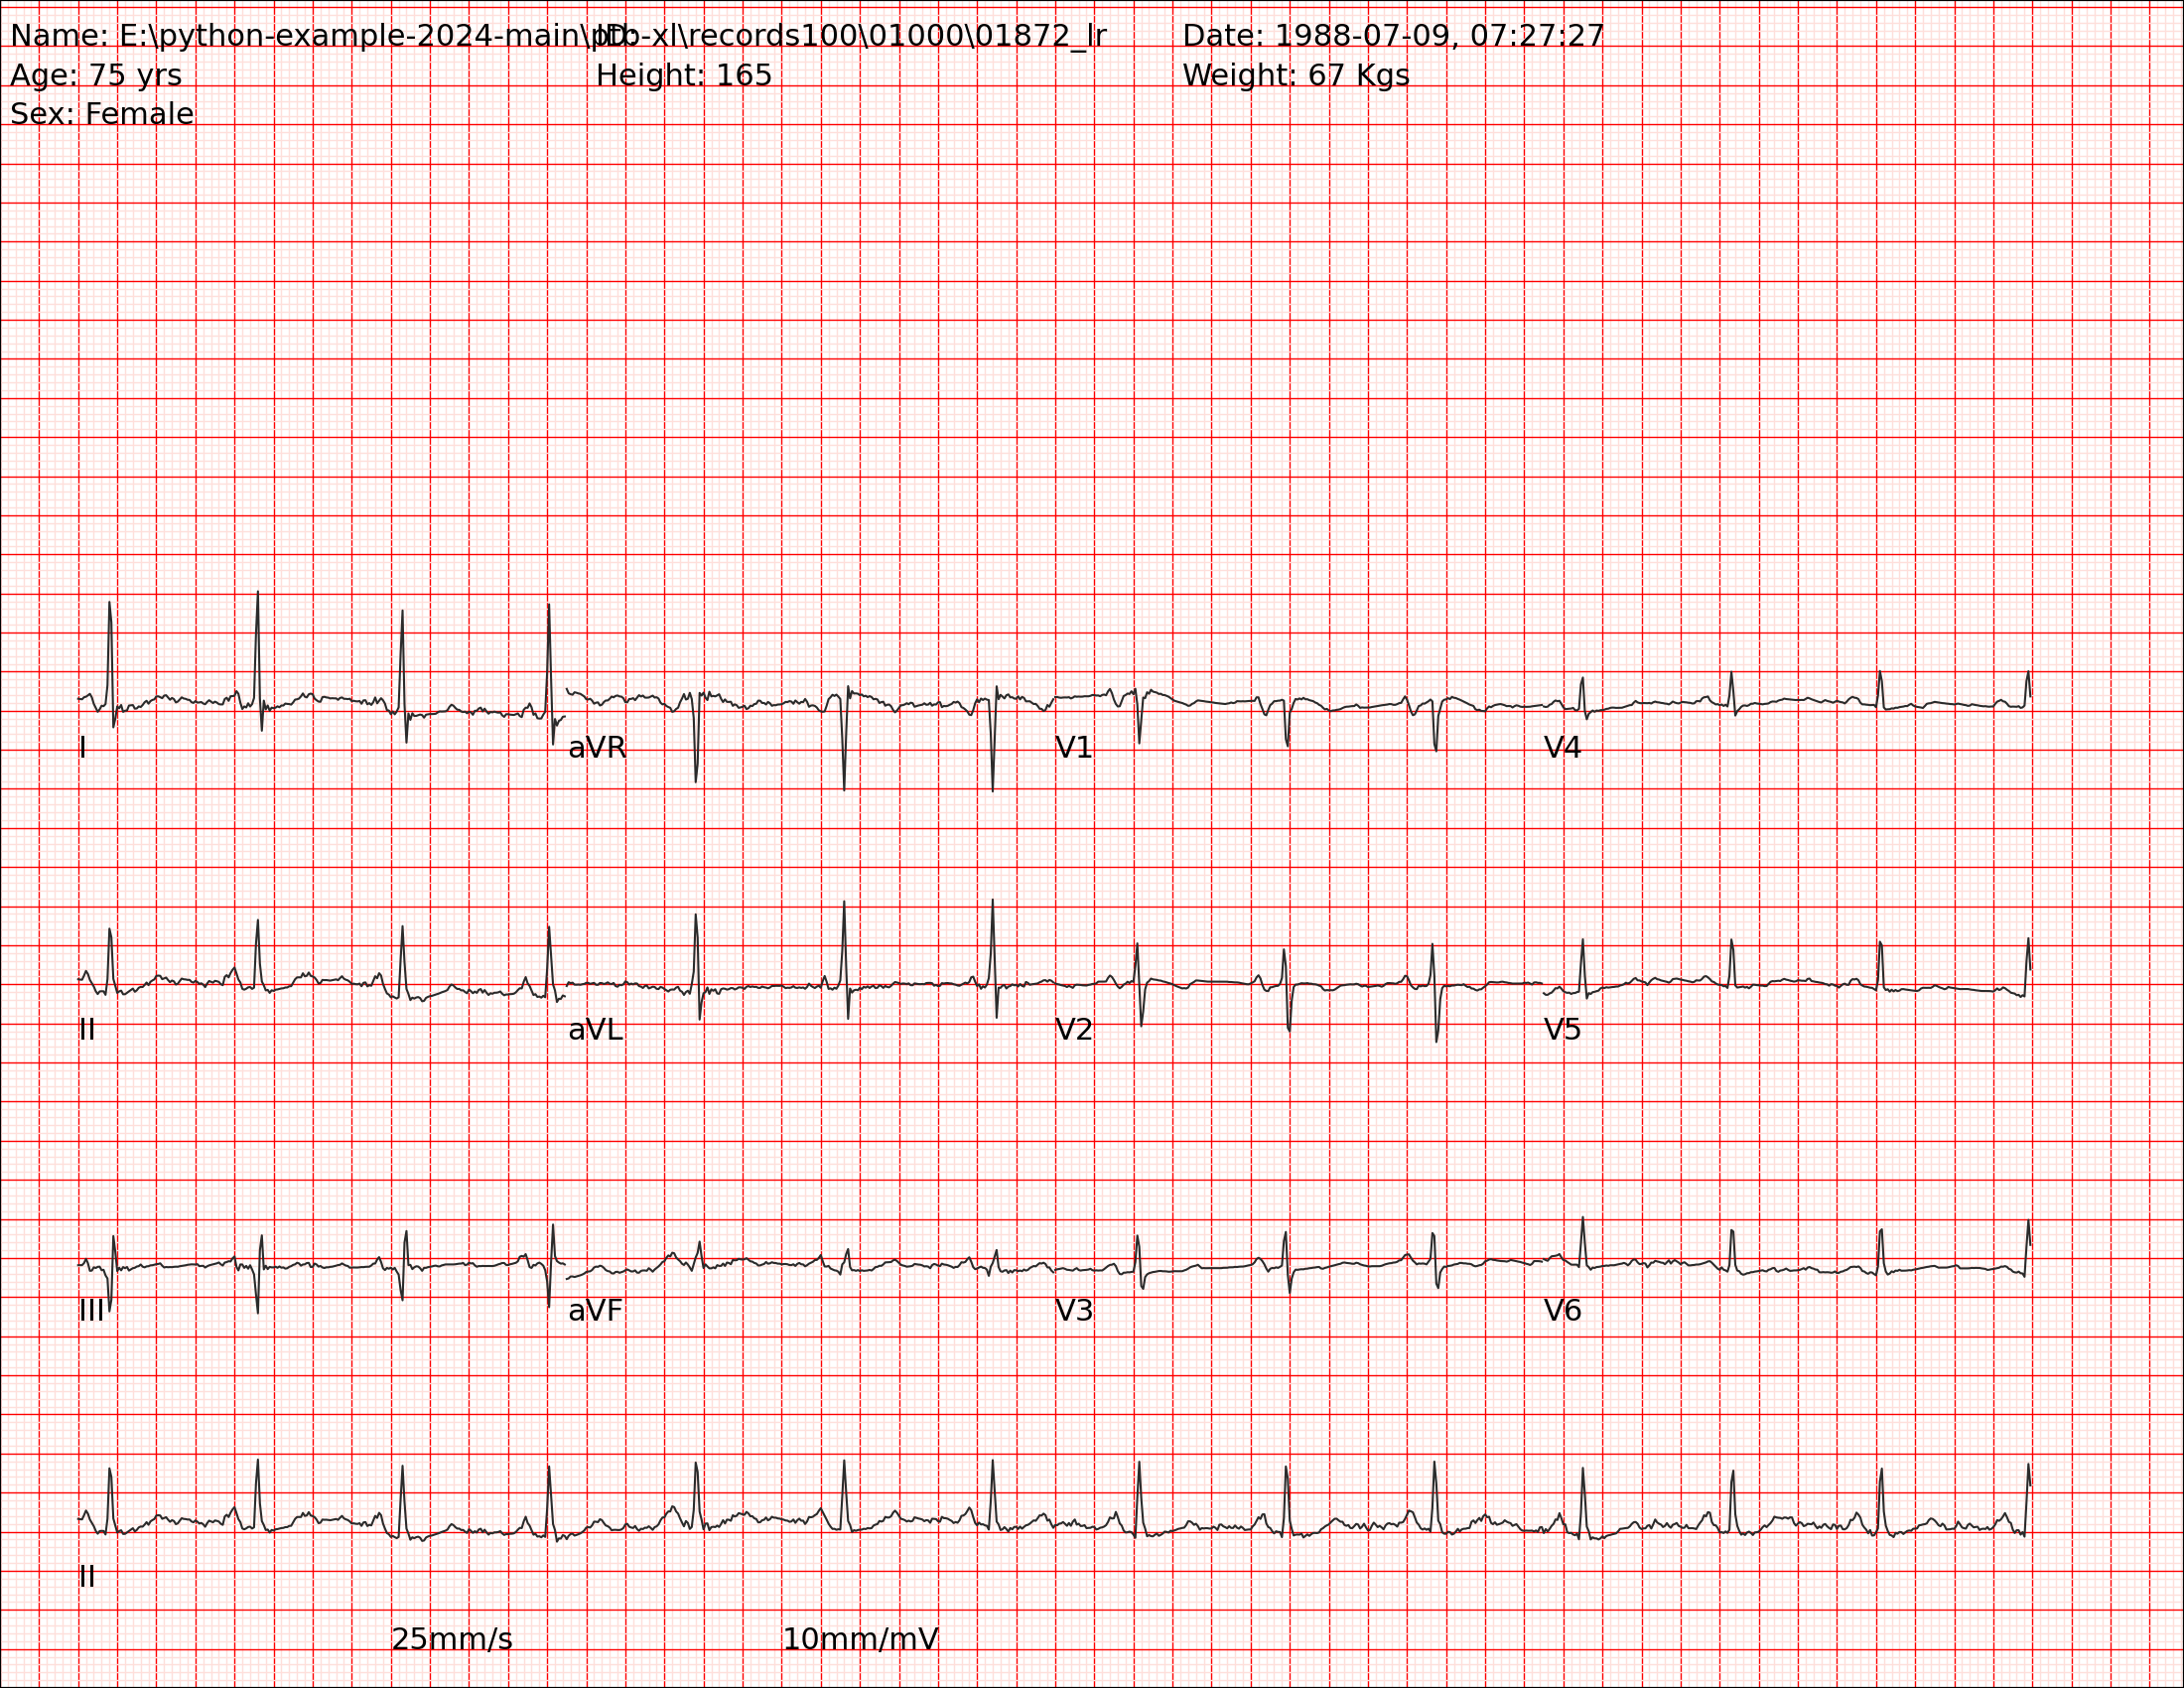 Name: E:\python-example-2024-main\ptb-xl\records100\01000\01872_lr ID: Date: 1988-07-09, 07:27:27
Age: 75 yrs Height: 165 Weight: 67 Kgs
Sex: Female
I aVR V1 V4
II aVL V2 V5
III aVF V3 V6
II
25mm/s 10mm/mV